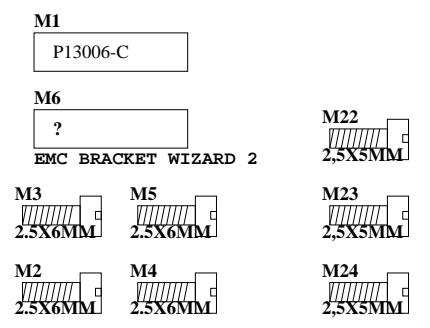 M1
P13006-C
M6
?
EMC BRACKET WIZARD 2
M22
2,5X5MM
M3
2.5X6MM
M5
2.5X6MM
M23
2,5X5MM
M2
2.5X6MM
M4
2.5X6MM
M24
2,5X5MM